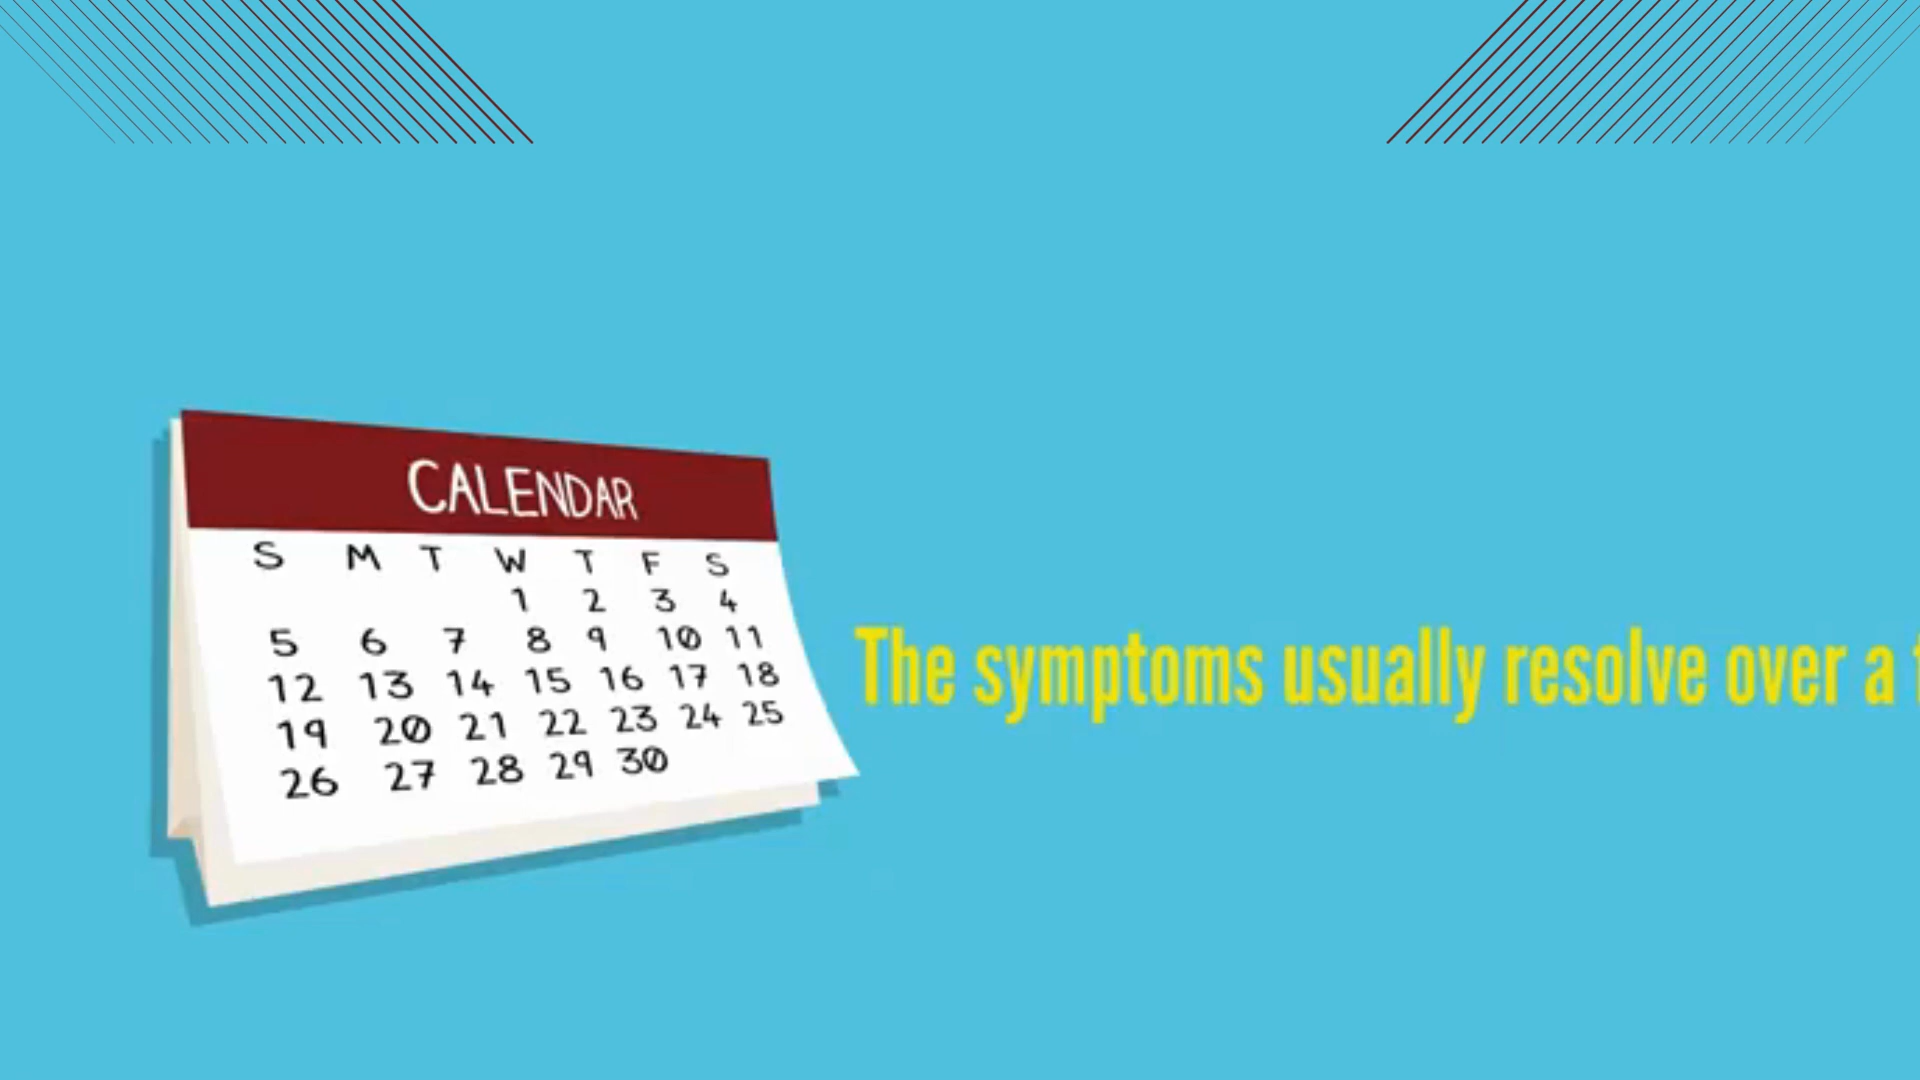 CALENDAR
S M T W T F S
1 2 3 4
5 6 7 8 9 10 11
12 13 14 15 16 17 18
19 20 21 22 23 24 25
26 27 28 29 30
The symptoms usually resolve over a